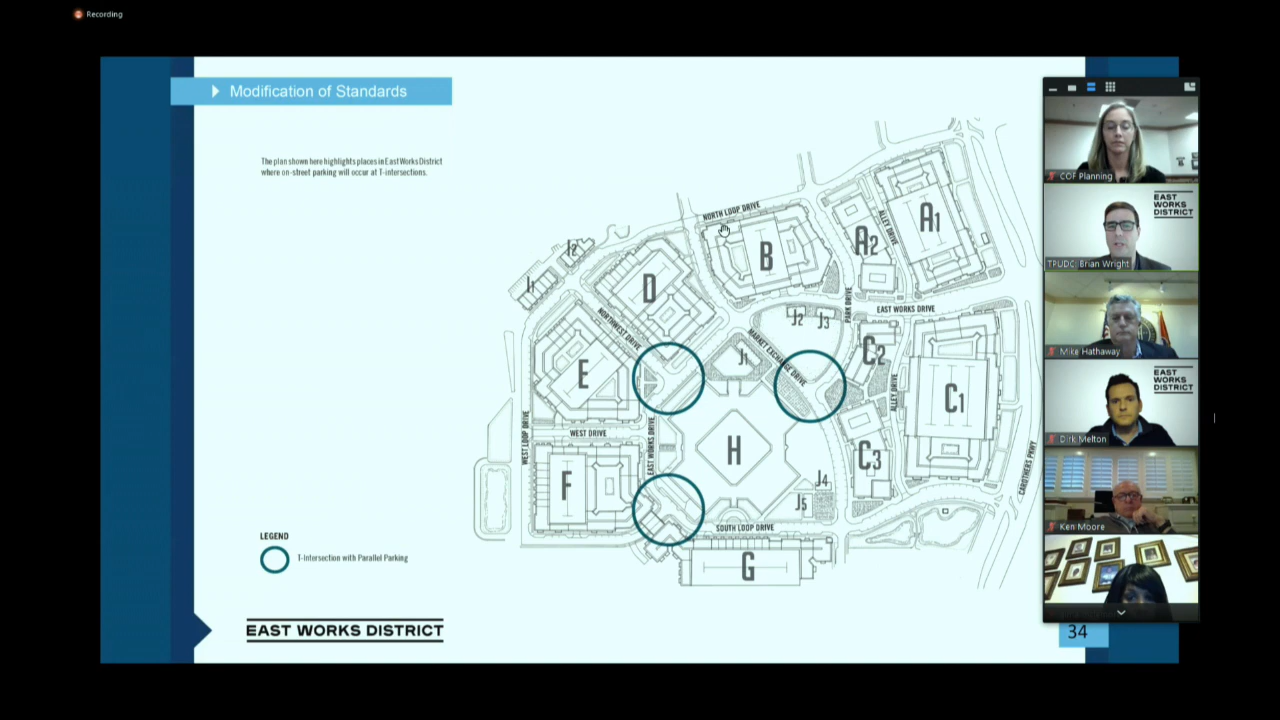 Recording
Modification of Standards
The plan shown here highlights places in East Works District
where on-street parking will occur at T-intersections.
NORTH LOOP DRIVE
ALLEY DRIVE
A1
A2
B
D
J1
NORTHWEST DRIVE
PARK DRIVE
EAST WORKS DRIVE
J2
J3
MARKET EXCHANGE DRIVE
J1
C2
E
ALLEY DRIVE
C1
WEST LOOP DRIVE
WEST DRIVE
EAST WORKS DRIVE
H
C3
CAROTHERS PKWY
F
J4
J5
SOUTH LOOP DRIVE
G
LEGEND
T-Intersection with Parallel Parking
EAST WORKS DISTRICT
34
COF Planning
EAST
WORKS
DISTRICT
TPUDC: Brian Wright
Mike Hathaway
EAST
WORKS
DISTRICT
Dirk Melton
Ken Moore